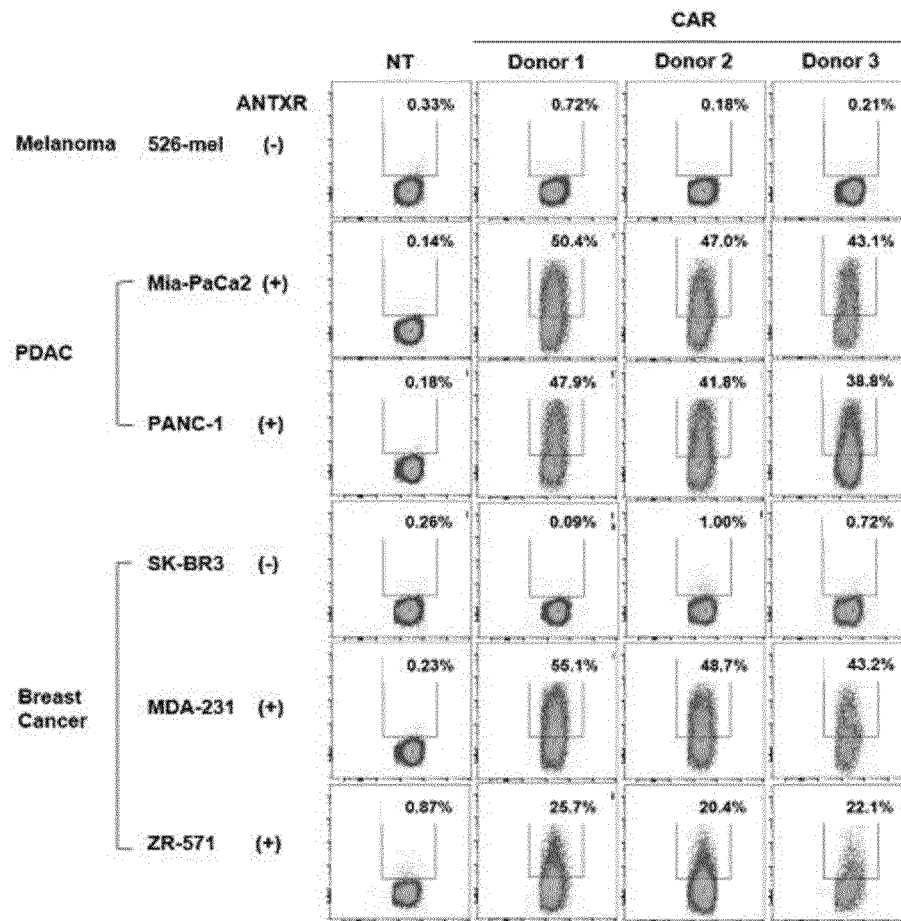 CAR
NT Donor 1 Donor 2 Donor 3
ANTXR
Melanoma 526-mel (-) 0.33% 0.72% 0.18% 0.21%
PDAC
Mia-PaCa2 (+) 0.14% 50.4% 47.0% 43.1%
PANC-1 (+) 0.18% 47.9% 41.8% 38.8%
Breast Cancer
SK-BR3 (-) 0.26% 0.09% 1.00% 0.72%
MDA-231 (+) 0.23% 55.1% 48.7% 43.2%
ZR-571 (+) 0.87% 25.7% 20.4% 22.1%